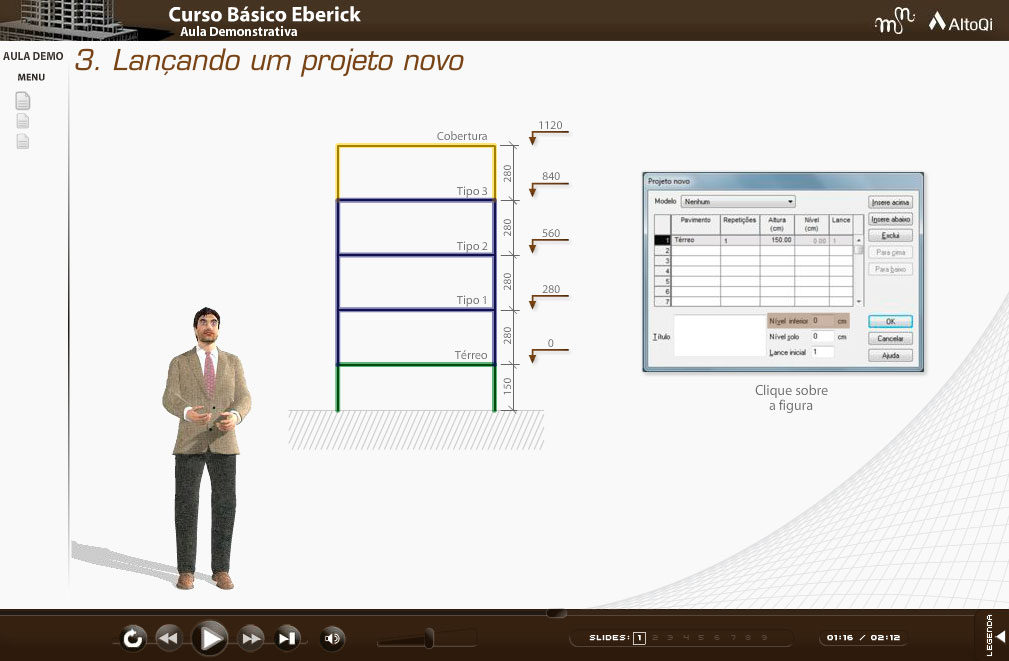 Curso Básico Eberick
Aula Demonstrativa
AltoQi
AULA DEMO
MENU
3. Lançando um projeto novo
Cobertura
1120
280
Tipo 3
840
280
Tipo 2
560
280
Tipo 1
280
280
Térreo
0
150
Projeto novo
Modelo Nenhum
Insere acima
Pavimento Repetições Altura (cm) Nível (cm) Lance
Insere abaixo
Exclui
1 Térreo 1 150.00 0.00 1
2
Para cima
3
4
Para baixo
5
6
7
Título
Nível inferior 0 cm
OK
Nível solo 0 cm
Cancelar
Lance inicial 1
Ajuda
Clique sobre
a figura
SLIDES: 1 2 3 4 5 6 7 8 9
01:16 / 02:12
LEGENDA